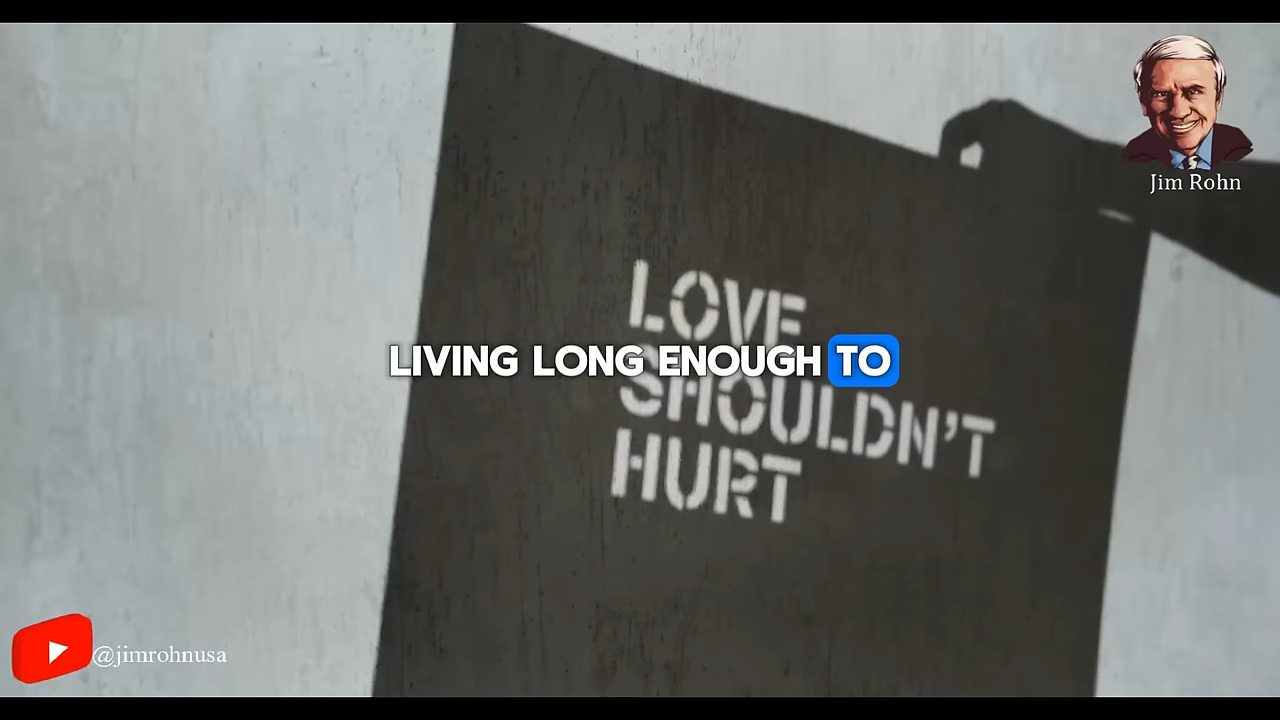 Jim Rohn
LOVE
LIVING LONG ENOUGH TO
SHOULDN'T
HURT
@jimrohnusa